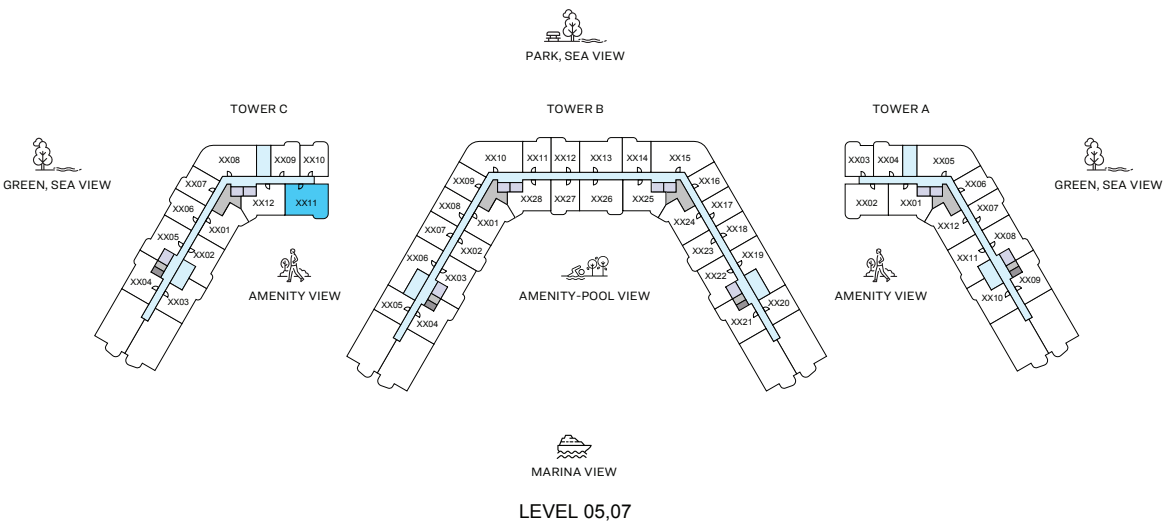 PARK, SEA VIEW
TOWER C
TOWER B
TOWER A
GREEN, SEA VIEW
GREEN, SEA VIEW
XX08
XX09
XX10
XX07
XX12
XX11
XX06
XX01
XX05
XX02
XX04
XX03
AMENITY VIEW
XX10
XX11
XX12
XX13
XX14
XX15
XX09
XX16
XX28
XX27
XX26
XX25
XX08
XX01
XX24
XX17
XX07
XX02
XX23
XX18
XX06
XX03
XX22
XX19
XX05
XX04
XX21
XX20
AMENITY-POOL VIEW
XX03
XX04
XX05
XX02
XX01
XX06
XX12
XX07
XX11
XX08
XX10
XX09
AMENITY VIEW
MARINA VIEW
LEVEL 05,07